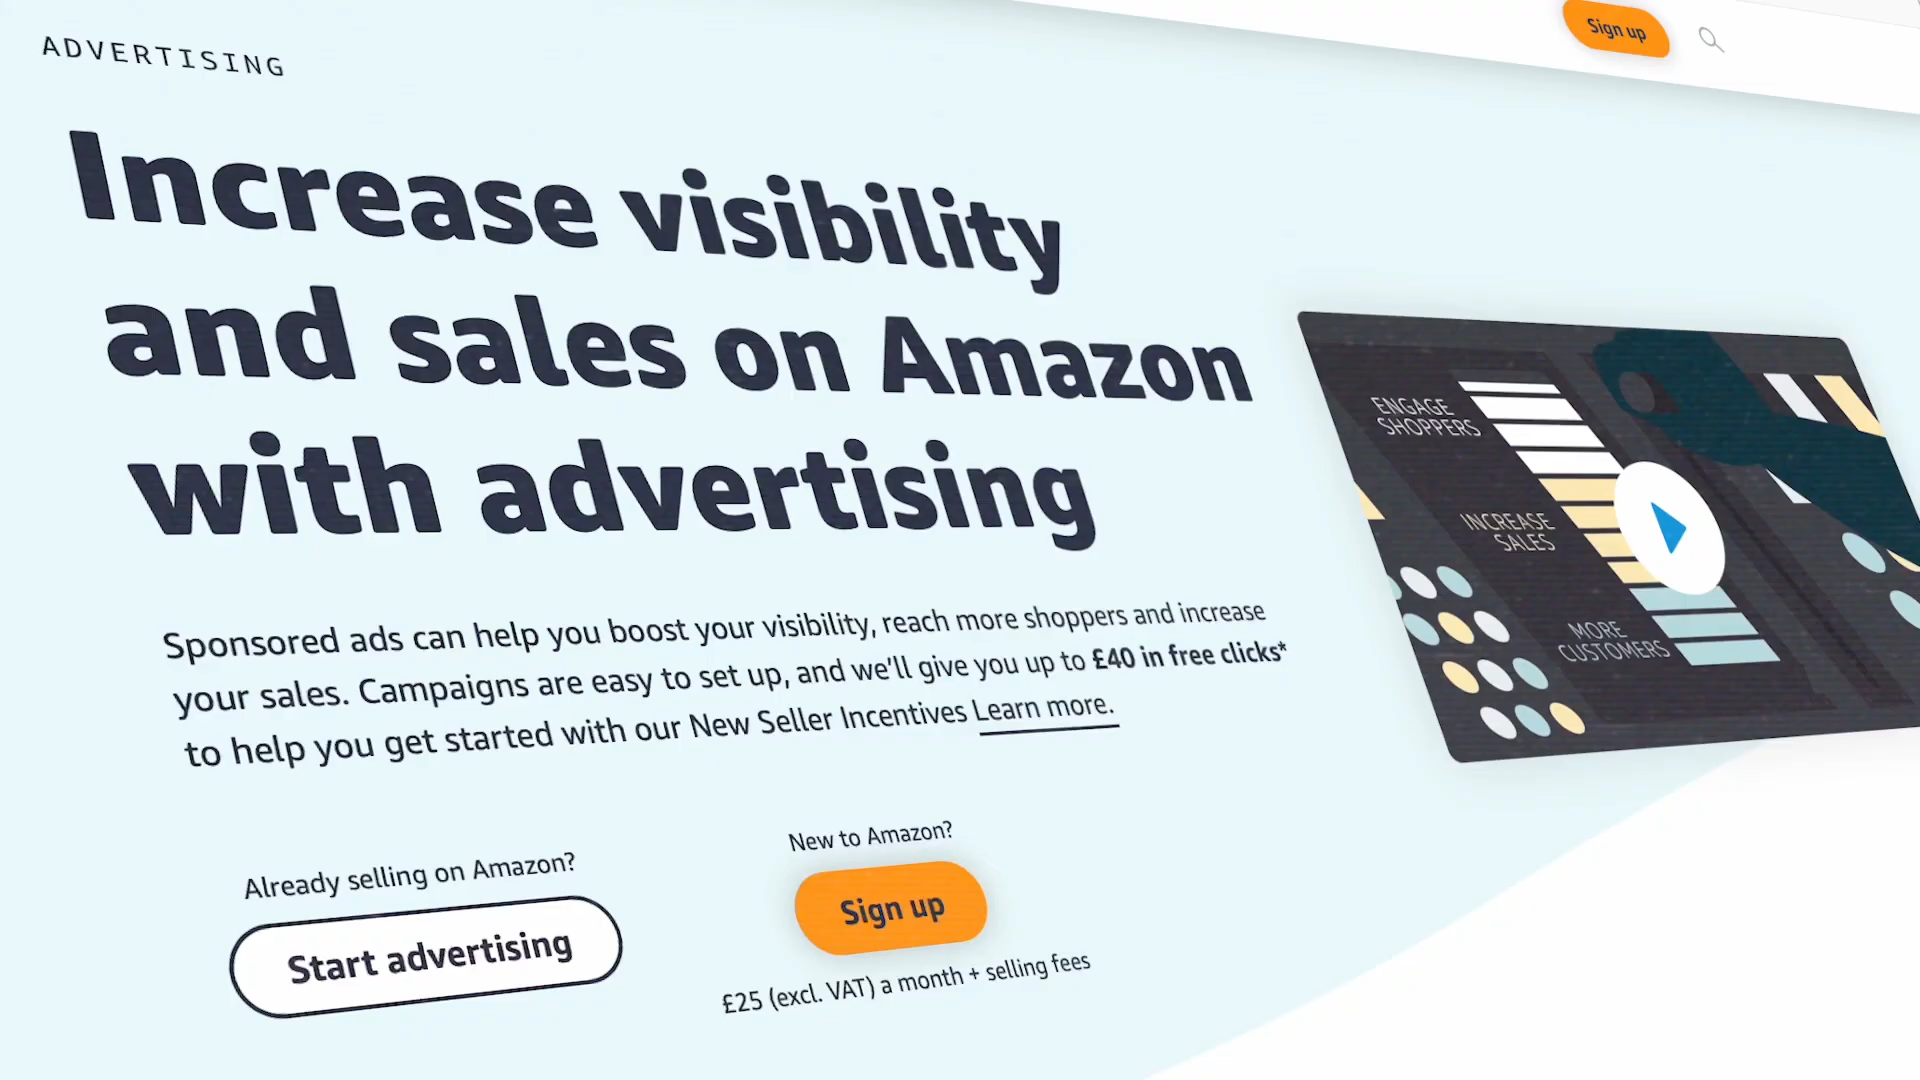 Sign up
ADVERTISING
Increase visibility
and sales on Amazon
with advertising
Sponsored ads can help you boost your visibility, reach more shoppers and increase
your sales. Campaigns are easy to set up, and we'll give you up to £40 in free clicks*
to help you get started with our New Seller Incentives Learn more.
ENGAGE
SHOPPERS
INCREASE
SALES
MORE
CUSTOMERS
Already selling on Amazon?
Start advertising
New to Amazon?
Sign up
£25 (excl. VAT) a month + selling fees